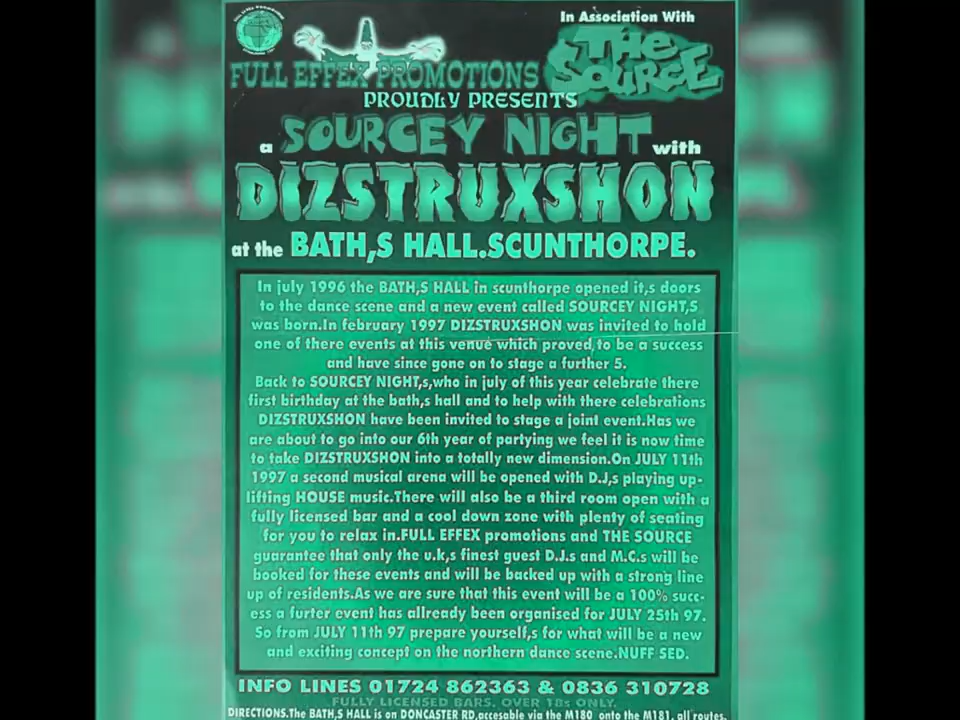 In Association With
THE SOURCE
FULL EFFEX PROMOTIONS
PROUDLY PRESENTS
a SOURCEY NIGHT with
DIZSTRUXSHON
at the BATH,S HALL.SCUNTHORPE.
In july 1996 the BATH,S HALL in scunthorpe opened it,s doors
to the dance scene and a new event called SOURCEY NIGHT,S
was born.In february 1997 DIZSTRUXSHON was invited to hold
one of there events at this venue which proved,to be a success
and have since gone on to stage a further 5.
Back to SOURCEY NIGHT,s,who in july of this year celebrate there
first birthday at the bath,s hall and to help with there celebrations
DIZSTRUXSHON have been invited to stage a joint event.Has we
are about to go into our 6th year of partying we feel it is now time
to take DIZSTRUXSHON into a totally new dimension.On JULY 11th
1997 a second musical arena will be opened with D.J,s playing up-
lifting HOUSE music.There will also be a third room open with a
fully licensed bar and a cool down zone with plenty of seating
for you to relax in.FULL EFFEX promotions and THE SOURCE
guarantee that only the u.k,s finest guest D.J.s and M.C.s will be
booked for these events and will be backed up with a strong line
up of residents.As we are sure that this event will be a 100% succ-
ess a furter event has allready been organised for JULY 25th 97.
So from JULY 11th 97 prepare yourself,s for what will be a new
and exciting concept on the northern dance scene.NUFF SED.
INFO LINES 01724 862363 & 0836 310728
FULLY LICENSED BARS. OVER 18s ONLY.
DIRECTIONS.The BATH,S HALL is on DONCASTER RD,accesable via the M180 onto the M181. all routes.